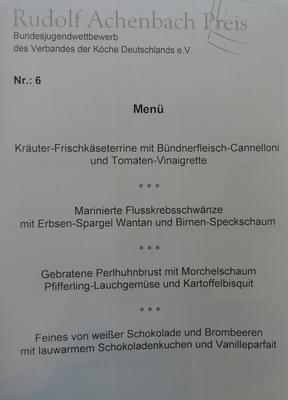 Rudolf Achenbach Preis
Bundesjugendwettbewerb
des Verbandes der Köche Deutschlands e.V.
Nr.: 6
Menü
Kräuter-Frischkäseterrine mit Bündnerfleisch-Cannelloni
und Tomaten-Vinaigrette
* * *
Marinierte Flusskrebsschwänze
mit Erbsen-Spargel Wantan und Birnen-Speckschaum
* * *
Gebratene Perlhuhnbrust mit Morchelschaum
Pfifferling-Lauchgemüse und Kartoffelbisquit
* * *
Feines von weißer Schokolade und Brombeeren
mit lauwarmem Schokoladenkuchen und Vanilleparfait